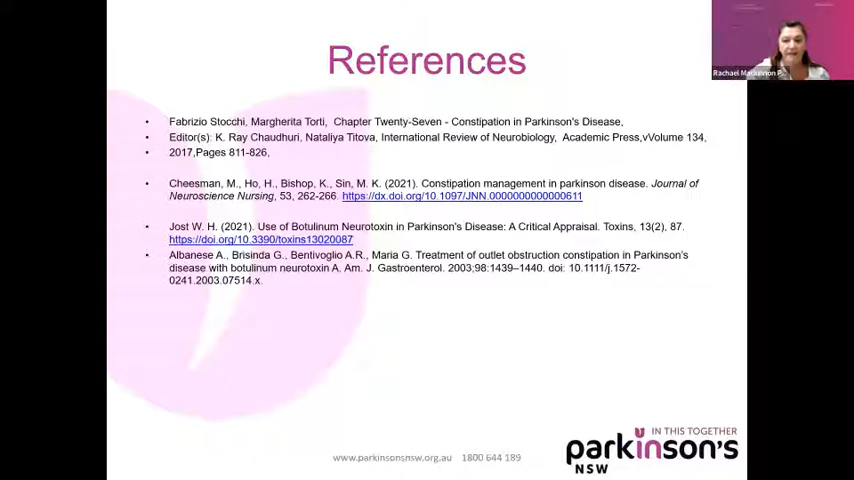 References
Rachael Mackinnon P...
• Fabrizio Stocchi, Margherita Torti, Chapter Twenty-Seven - Constipation in Parkinson's Disease,
• Editor(s): K. Ray Chaudhuri, Nataliya Titova, International Review of Neurobiology, Academic Press,vVolume 134,
• 2017,Pages 811-826,
• Cheesman, M., Ho, H., Bishop, K., Sin, M. K. (2021). Constipation management in parkinson disease. Journal of
Neuroscience Nursing, 53, 262-266. https://dx.doi.org/10.1097/JNN.0000000000000611
• Jost W. H. (2021). Use of Botulinum Neurotoxin in Parkinson's Disease: A Critical Appraisal. Toxins, 13(2), 87.
https://doi.org/10.3390/toxins13020087
• Albanese A., Brisinda G., Bentivoglio A.R., Maria G. Treatment of outlet obstruction constipation in Parkinson's
disease with botulinum neurotoxin A. Am. J. Gastroenterol. 2003;98:1439–1440. doi: 10.1111/j.1572-
0241.2003.07514.x.
www.parkinsonsnsw.org.au 1800 644 189
IN THIS TOGETHER
parkinson's
NSW